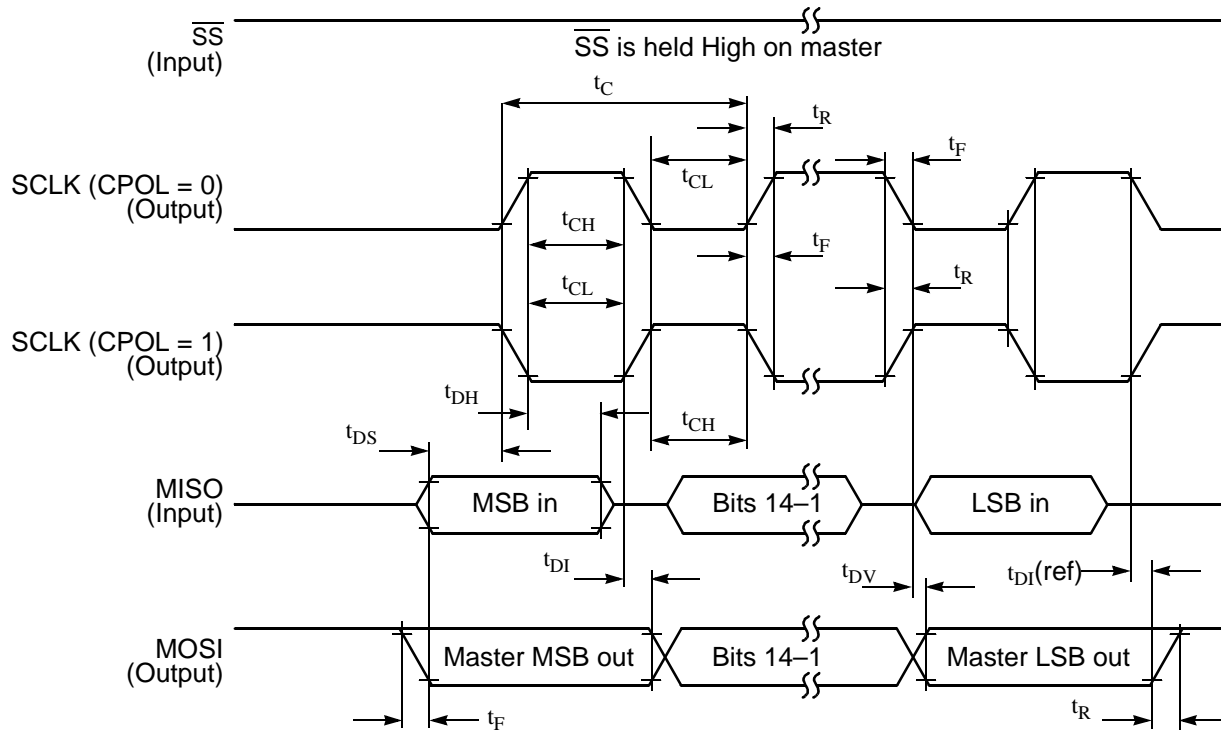 SS
(Input)
SS is held High on master
tC
tR
tF
SCLK (CPOL = 0)
(Output)
tCL
tCH
tF
tCL
tR
SCLK (CPOL = 1)
(Output)
tDH
tCH
tDS
MISO
(Input)
MSB in
Bits 14–1
LSB in
tDI
tDV
tDI(ref)
MOSI
(Output)
Master MSB out
Bits 14–1
Master LSB out
tF
tR